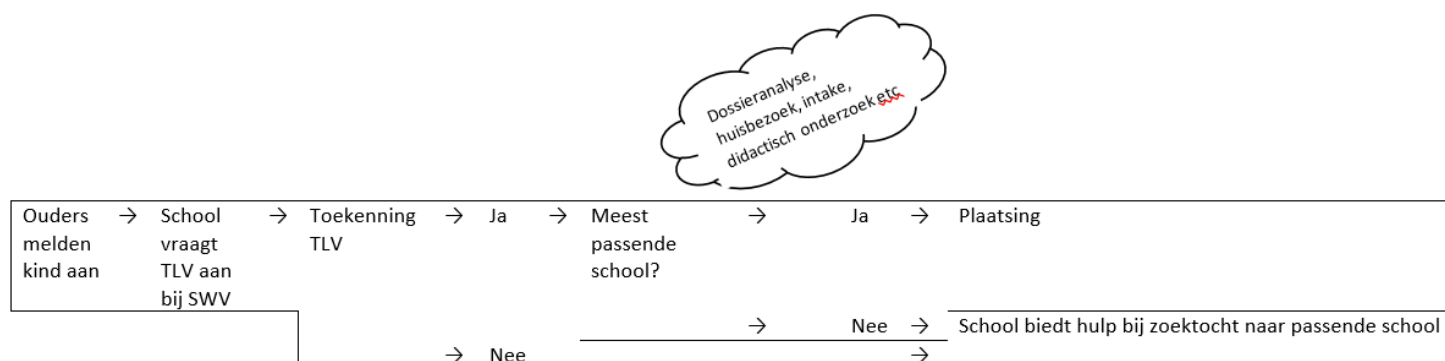 Dossieranalyse,
huisbezoek, intake,
didactisch onderzoek etc
Ouders → School → Toekenning → Ja → Meest → Ja → Plaatsing
melden vraagt TLV passende
kind aan TLV aan school?
bij SWV
→ Nee → School biedt hulp bij zoektocht naar passende school
→ Nee →